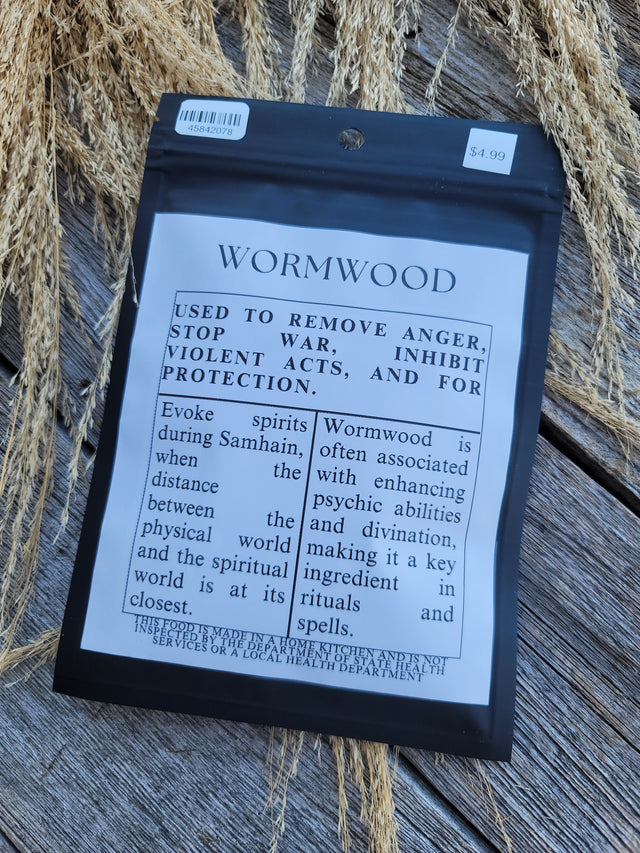 45842078
$4.99
WORMWOOD
USED TO REMOVE ANGER,
STOP WAR, INHIBIT
VIOLENT ACTS, AND FOR
PROTECTION.
Evoke spirits
during Samhain,
when the
distance
between the
physical world
and the spiritual
world is at its
closest.
Wormwood is
often associated
with enhancing
psychic abilities
and divination,
making it a key
ingredient in
rituals and
spells.
THIS FOOD IS MADE IN A HOME KITCHEN AND IS NOT
INSPECTED BY THE DEPARTMENT OF STATE HEALTH
SERVICES OR A LOCAL HEALTH DEPARTMENT